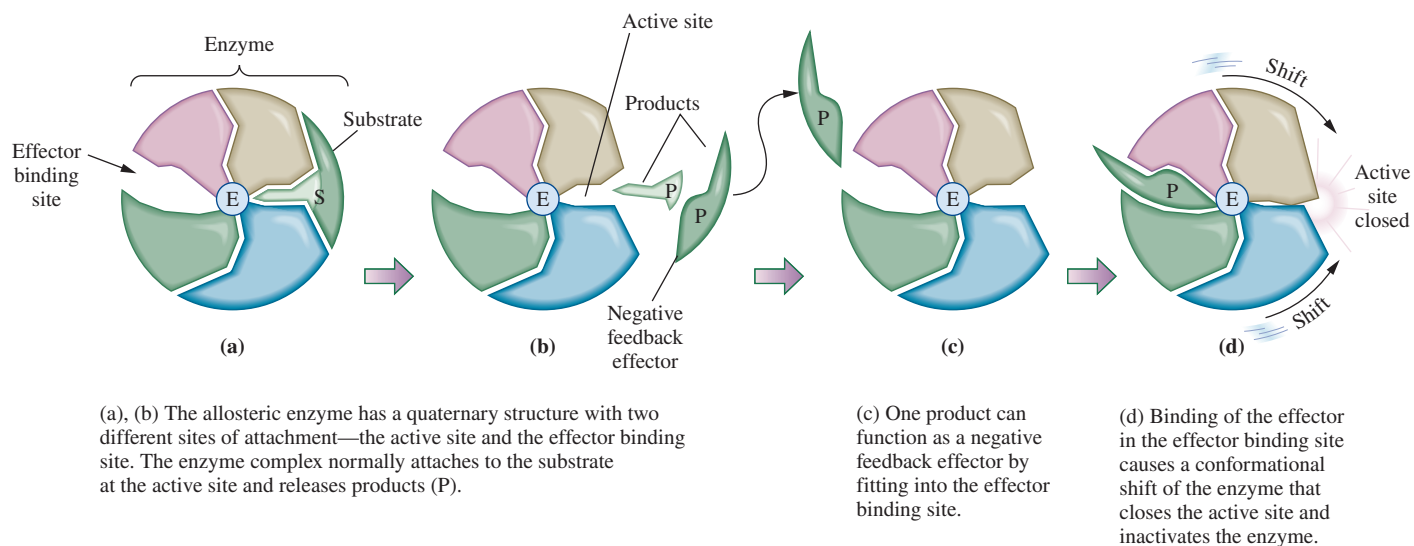 Enzyme
Substrate
Effector
binding
site
E
S
(a)
Active site
Products
E
P
P
Negative
feedback
effector
(b)
P
E
(c)
Shift
P
E
Active
site
closed
Shift
(d)
(a), (b) The allosteric enzyme has a quaternary structure with two
different sites of attachment—the active site and the effector binding
site. The enzyme complex normally attaches to the substrate
at the active site and releases products (P).
(c) One product can
function as a negative
feedback effector by
fitting into the effector
binding site.
(d) Binding of the effector
in the effector binding site
causes a conformational
shift of the enzyme that
closes the active site and
inactivates the enzyme.